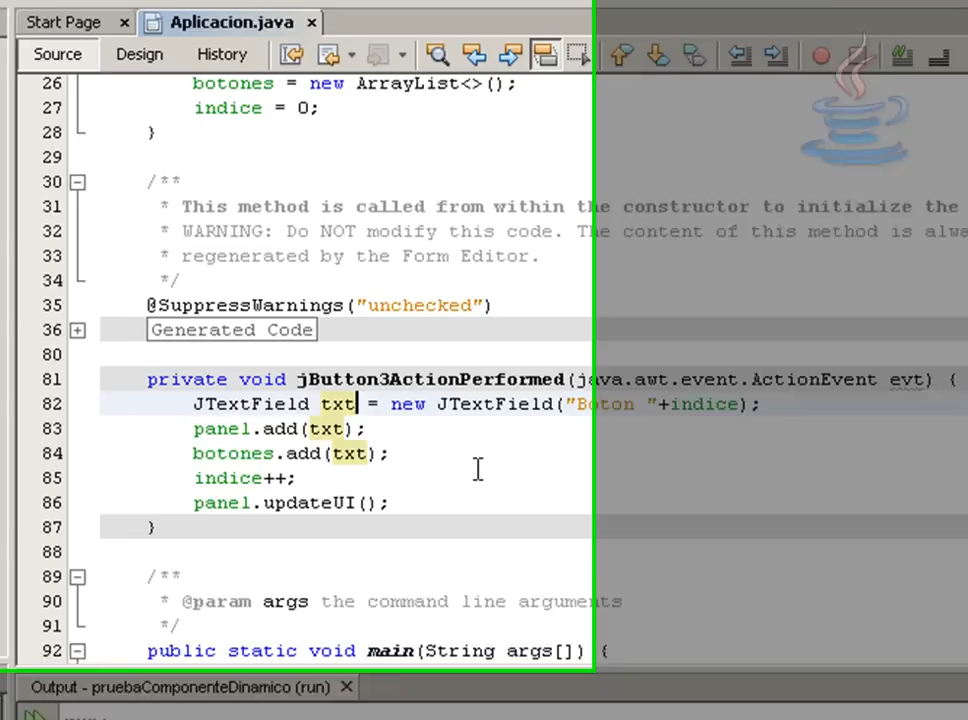 Start Page × Aplicacion.java ×
Source Design History
26 botones = new ArrayList<>();
27 indice = 0;
28 }
29
30 /**
31 * This method is called from within the constructor to initialize the
32 * WARNING: Do NOT modify this code. The content of this method is alwa
33 * regenerated by the Form Editor.
34 */
35 @SuppressWarnings("unchecked")
36 Generated Code
80
81 private void jButton3ActionPerformed(java.awt.event.ActionEvent evt) {
82 JTextField txt = new JTextField("Boton "+indice);
83 panel.add(txt);
84 botones.add(txt);
85 indice++;
86 panel.updateUI();
87 }
88
89 /**
90 * @param args the command line arguments
91 */
92 public static void main(String args[]) {
Output - pruebaComponenteDinamico (run) ×